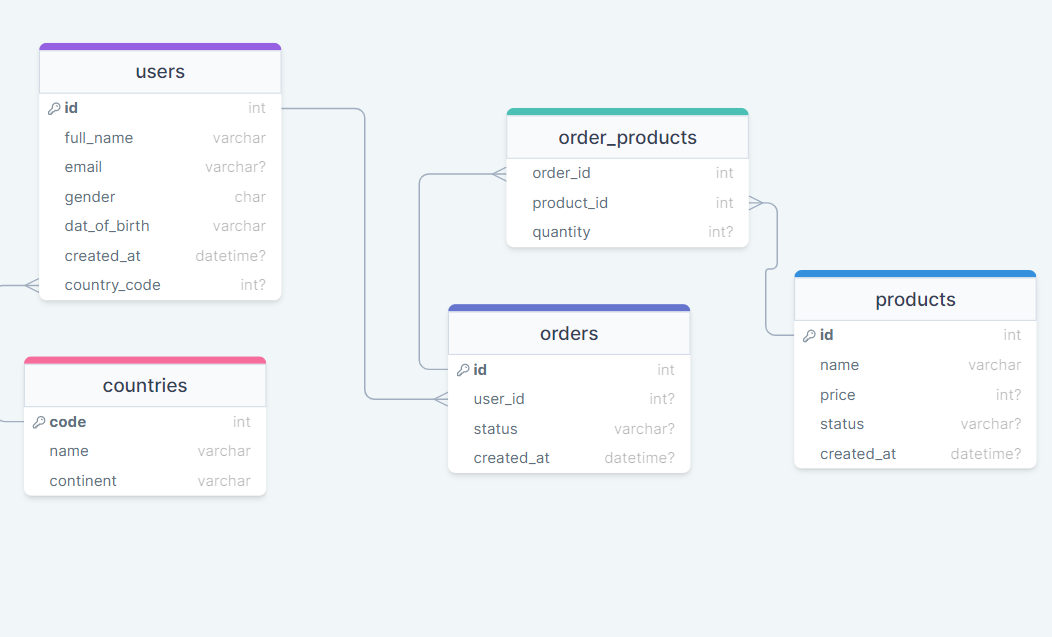 users
id int
full_name varchar
email varchar?
gender char
dat_of_birth varchar
created_at datetime?
country_code int?
countries
code int
name varchar
continent varchar
order_products
order_id int
product_id int
quantity int?
orders
id int
user_id int?
status varchar?
created_at datetime?
products
id int
name varchar
price int?
status varchar?
created_at datetime?